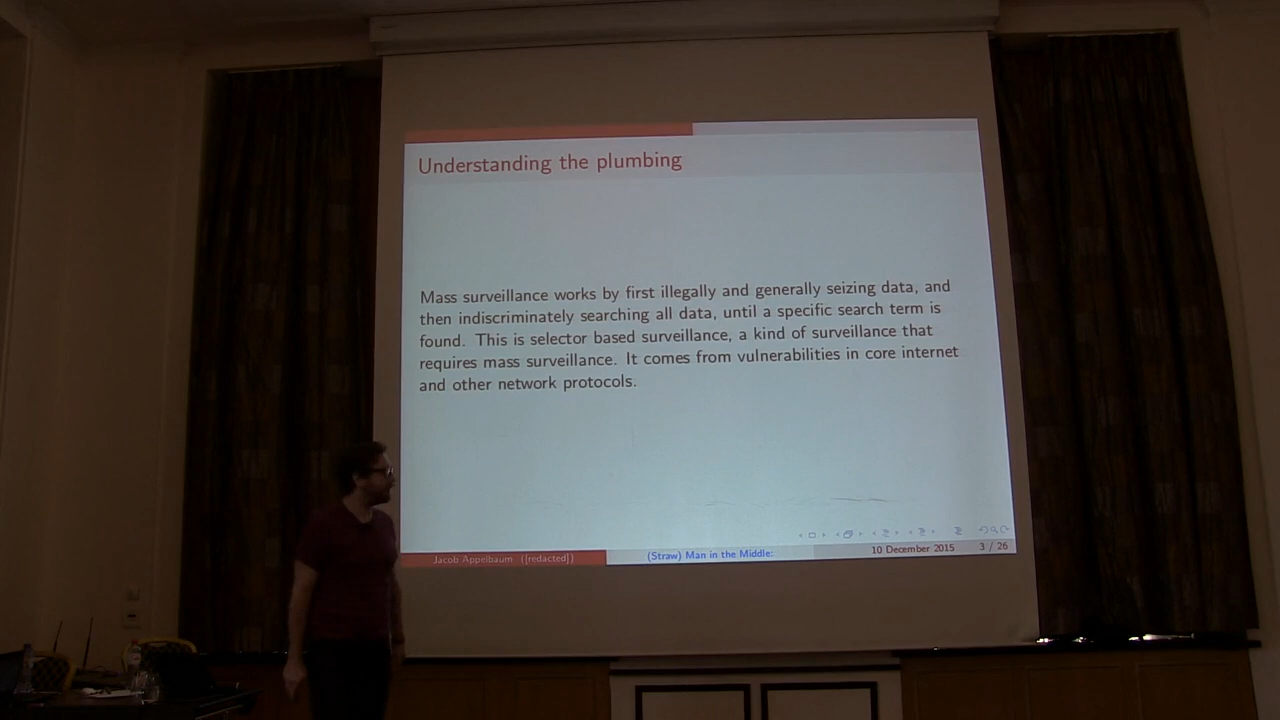 Understanding the plumbing
Mass surveillance works by first illegally and generally seizing data, and
then indiscriminately searching all data, until a specific search term is
found. This is selector based surveillance, a kind of surveillance that
requires mass surveillance. It comes from vulnerabilities in core internet
and other network protocols.
Jacob Appelbaum ([redacted]) (Straw) Man in the Middle: 10 December 2015 3 / 26